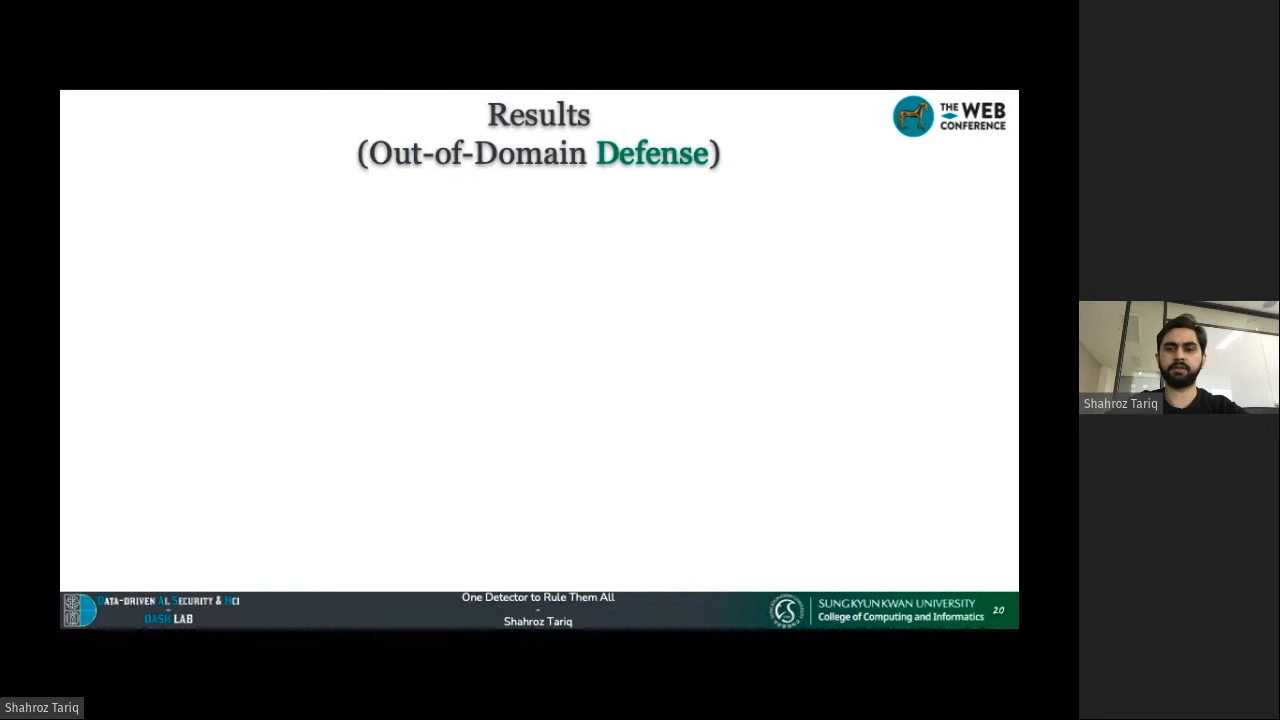 Results
(Out-of-Domain Defense)
THE WEB
CONFERENCE
DATA-DRIVEN AI SECURITY & HCI
DASH LAB
One Detector to Rule Them All
-
Shahroz Tariq
SUNGKYUNKWAN UNIVERSITY
College of Computing and Informatics
20
Shahroz Tariq
Shahroz Tariq